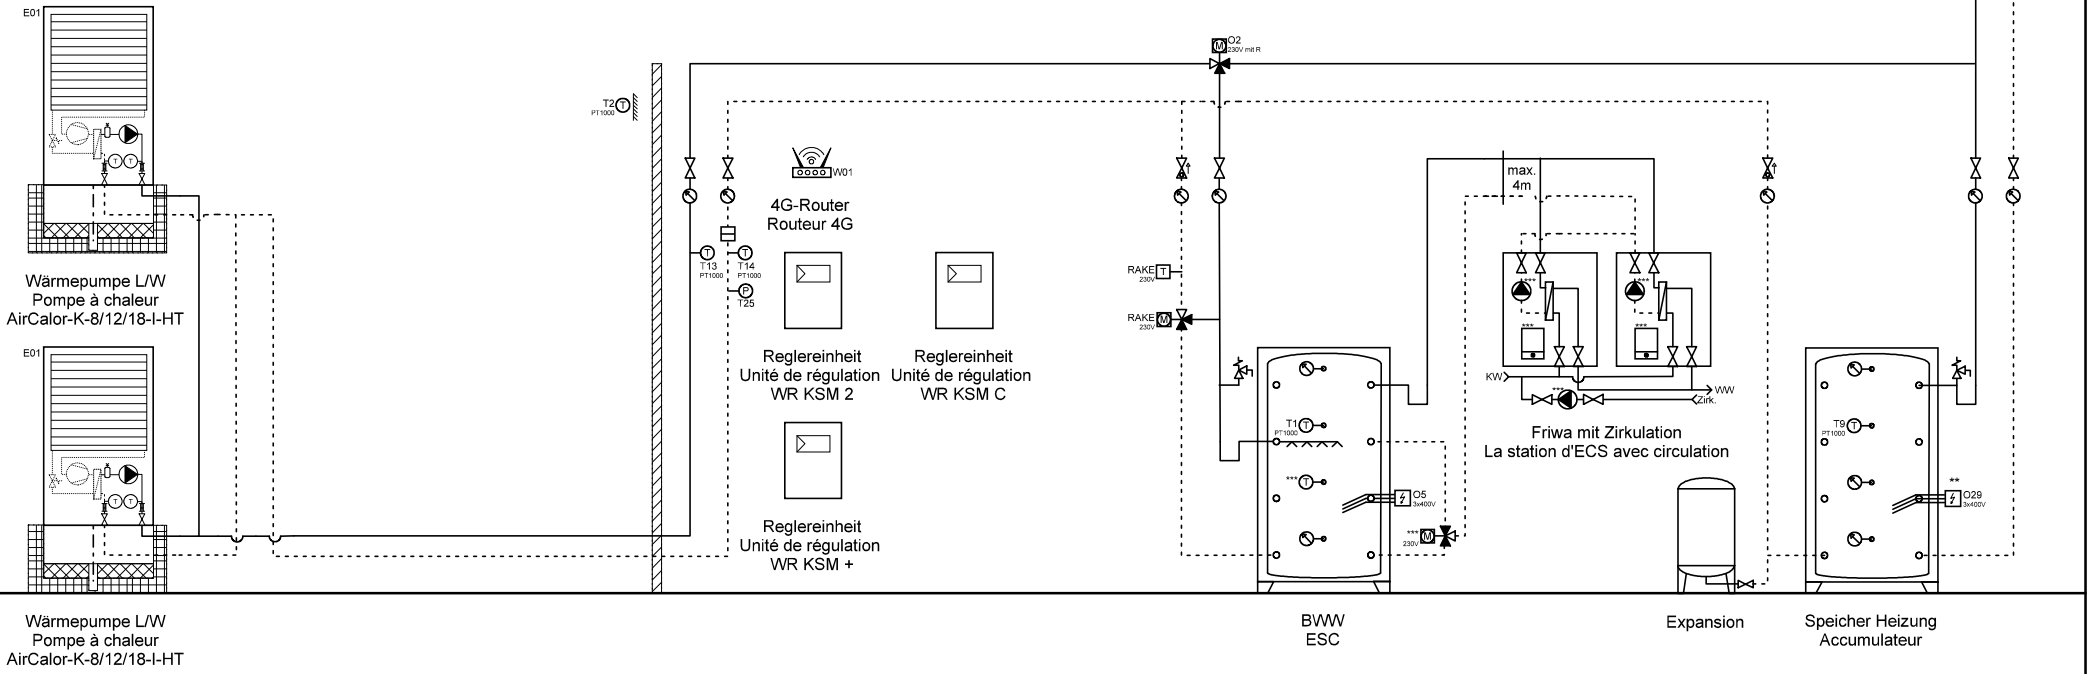 E01
Wärmepumpe L/W
Pompe à chaleur
AirCalor-K-8/12/18-I-HT
E01
Wärmepumpe L/W
Pompe à chaleur
AirCalor-K-8/12/18-I-HT
T T
T T
T2 T
PT1000
W01
4G-Router
Routeur 4G
T
T13
PT1000
T
T14
PT1000
P
T25
Reglereinheit
Unité de régulation
WR KSM 2
Reglereinheit
Unité de régulation
WR KSM C
Reglereinheit
Unité de régulation
WR KSM +
M O2
230V mit R
RAKE T
230V
RAKE M
230V
T1 T
PT1000
*** T
O5
3x400V
*** M
230V
BWW
ESC
max.
4m
***
***
***
***
KW
WW
***
Zirk.
Friwa mit Zirkulation
La station d'ECS avec circulation
Expansion
T9 T
PT1000
**
O29
3x400V
Speicher Heizung
Accumulateur